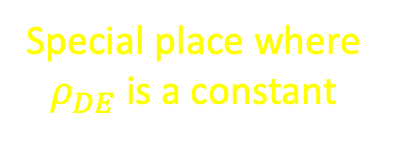 Special place where
ρ_DE is a constant